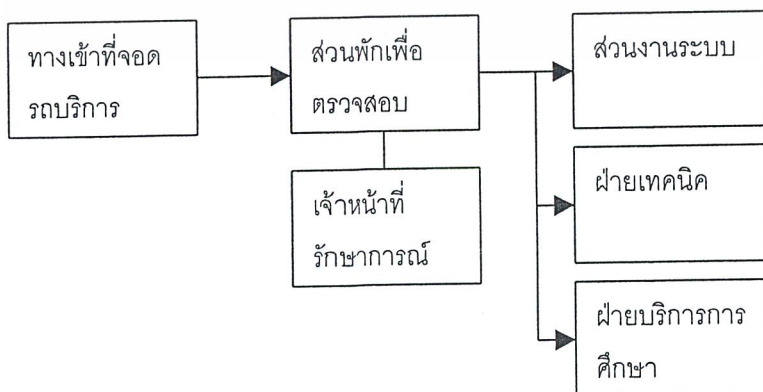 ทางเข้าที่จอด
รถบริการ
ส่วนพักเพื่อ
ตรวจสอบ
เจ้าหน้าที่
รักษาการณ์
ส่วนงานระบบ
ฝ่ายเทคนิค
ฝ่ายบริการการ
ศึกษา